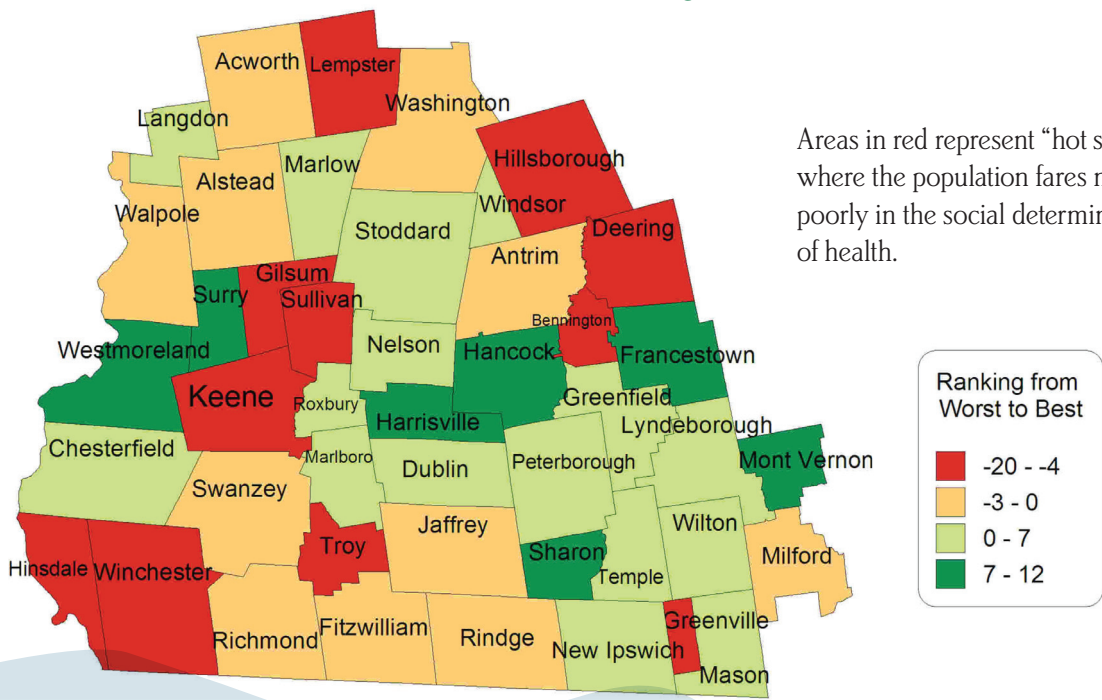 Acworth
Lempster
Washington
Langdon
Marlow
Hillsborough
Alstead
Windsor
Walpole
Stoddard
Deering
Antrim
Gilsum
Surry
Sullivan
Bennington
Westmoreland
Nelson
Hancock
Francestown
Keene
Roxbury
Greenfield
Harrisville
Lyndeborough
Chesterfield
Marlboro
Dublin
Peterborough
Mont Vernon
Swanzey
Jaffrey
Wilton
Troy
Sharon
Milford
Hinsdale
Winchester
Temple
Richmond
Fitzwilliam
Rindge
New Ipswich
Greenville
Mason
Areas in red represent “hot s
where the population fares
poorly in the social determin
of health.
Ranking from
Worst to Best
-20 - -4
-3 - 0
0 - 7
7 - 12